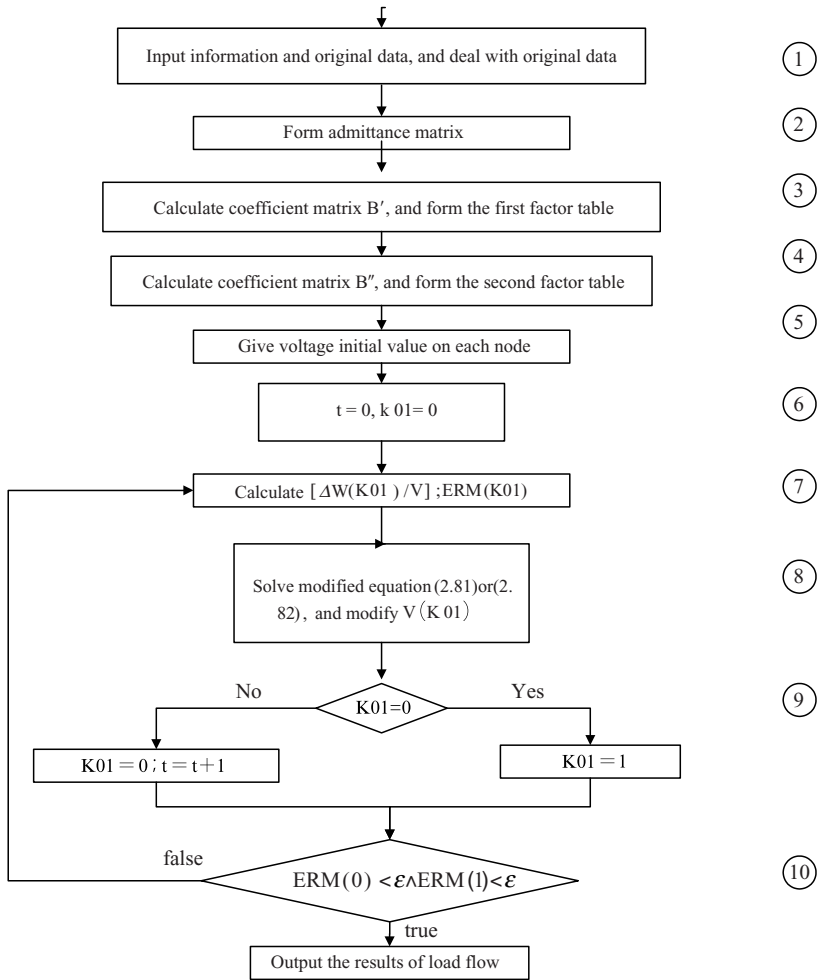 Input information and original data, and deal with original data
①
Form admittance matrix
②
Calculate coefficient matrix B′, and form the first factor table
③
Calculate coefficient matrix B″, and form the second factor table
④
⑤
Give voltage initial value on each node
t = 0, k 01= 0
⑥
Calculate [ΔW(K01) /V] ;ERM(K01)
⑦
Solve modified equation (2.81)or(2.
82), and modify V(K 01)
⑧
No
K01=0
Yes
⑨
K01 = 0; t = t+1
K01 = 1
false
ERM(0) <ε∧ERM(1)<ε
⑩
true
Output the results of load flow